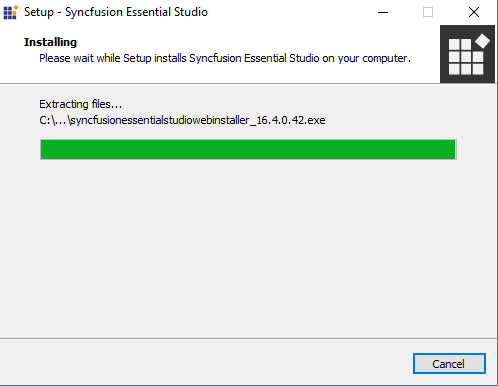 Setup - Syncfusion Essential Studio
Installing
Please wait while Setup installs Syncfusion Essential Studio on your computer.
Extracting files...
C:\...\syncfusionessentialstudiowebinstaller_16.4.0.42.exe
Cancel